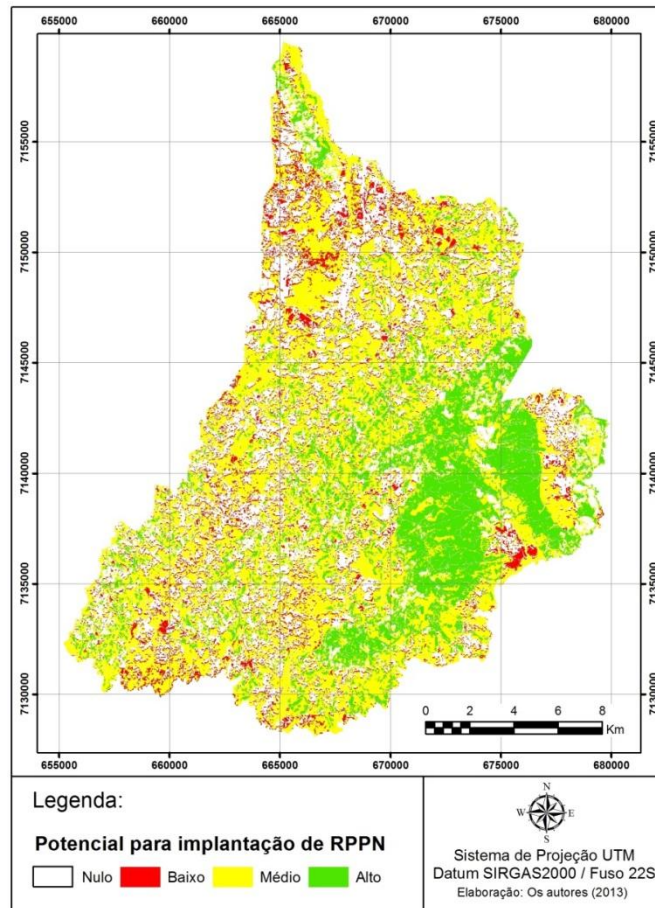 655000 660000 665000 670000 675000 680000
7155000 7155000
7150000 7150000
7145000 7145000
7140000 7140000
7135000 7135000
7130000 7130000
0 2 4 6 8
Km
655000 660000 665000 670000 675000 680000
Legenda:
Potencial para implantação de RPPN
Nulo Baixo Médio Alto
N
W E
S
Sistema de Projeção UTM
Datum SIRGAS2000 / Fuso 22S
Elaboração: Os autores (2013)